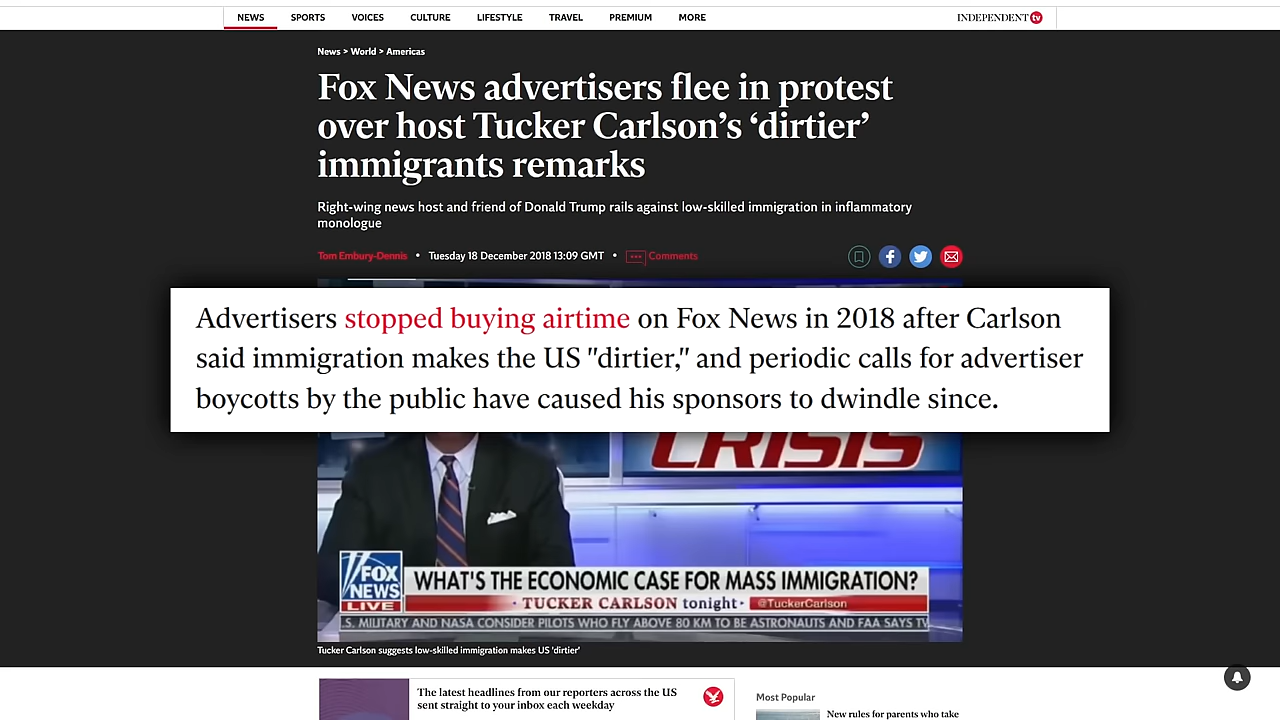 NEWS SPORTS VOICES CULTURE LIFESTYLE TRAVEL PREMIUM MORE INDEPENDENT tv
News > World > Americas
Fox News advertisers flee in protest
over host Tucker Carlson’s ‘dirtier’
immigrants remarks
Right-wing news host and friend of Donald Trump rails against low-skilled immigration in inflammatory
monologue
Tom Embury-Dennis • Tuesday 18 December 2018 13:09 GMT • Comments
Advertisers stopped buying airtime on Fox News in 2018 after Carlson
said immigration makes the US "dirtier," and periodic calls for advertiser
boycotts by the public have caused his sponsors to dwindle since.
CRISIS
FOX
NEWS
LIVE
WHAT'S THE ECONOMIC CASE FOR MASS IMMIGRATION?
· TUCKER CARLSON tonight · @TuckerCarlson
.S. MILITARY AND NASA CONSIDER PILOTS WHO FLY ABOVE 80 KM TO BE ASTRONAUTS AND FAA SAYS
Tucker Carlson suggests low-skilled immigration makes US 'dirtier'
The latest headlines from our reporters across the US
sent straight to your inbox each weekday
Most Popular
New rules for parents who take